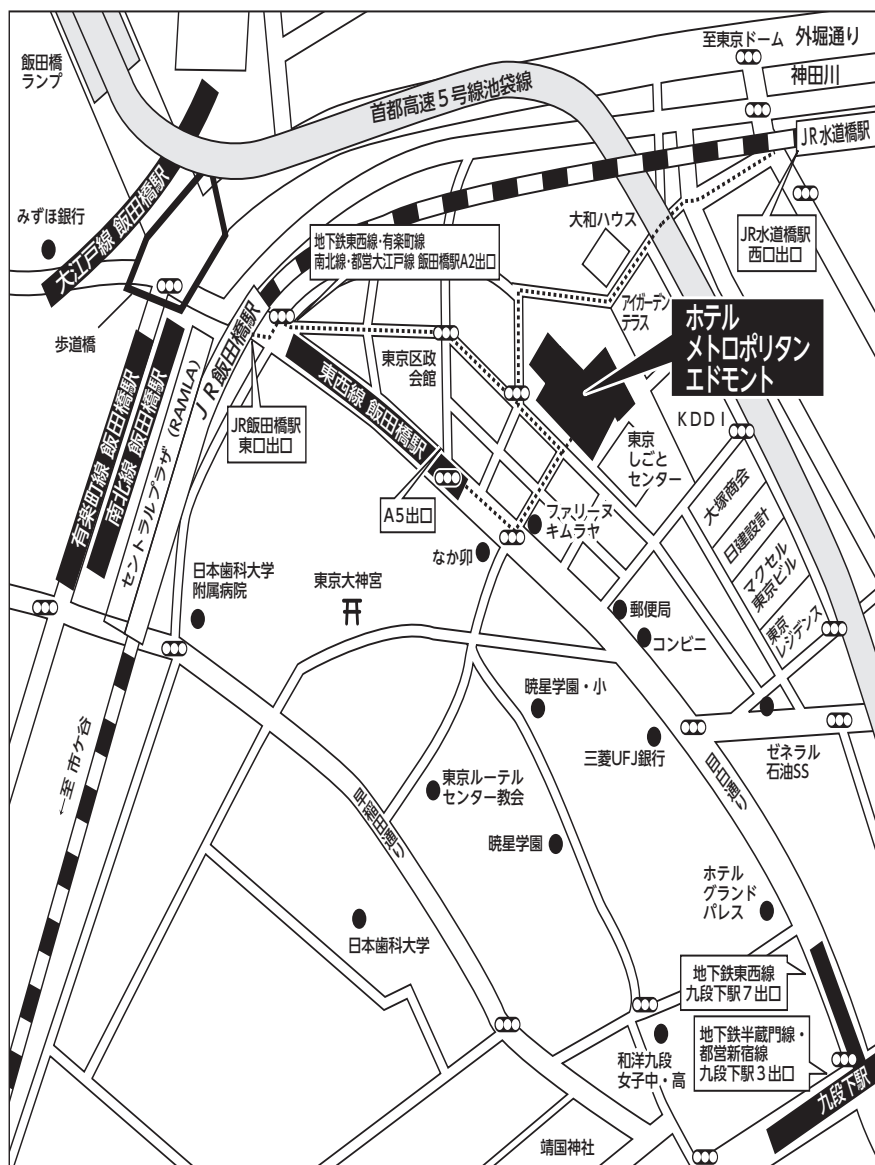 至東京ドーム
外堀通り
神田川
飯田橋
ランプ
首都高速5号線池袋線
JR水道橋駅
みずほ銀行
大江戸線 飯田橋駅
大和ハウス
JR水道橋駅
西口出口
地下鉄東西線・有楽町線
南北線・都営大江戸線 飯田橋駅A2出口
アイガーデン
テラス
ホテル
メトロポリタン
エドモント
歩道橋
JR飯田橋駅
東京区政
会館
東西線 飯田橋駅
KDDI
JR飯田橋駅
東口出口
東京
しごと
センター
有楽町線 飯田橋駅
南北線 飯田橋駅
セントラルプラザ (RAMLA)
A5出口
ファリーヌ
キムラヤ
大塚商会
日建設計
マクセル
東京ビル
東京
レジデンス
なか卯
日本歯科大学
附属病院
東京大神宮
郵便局
コンビニ
暁星学園・小
三菱UFJ銀行
ゼネラル
石油SS
←至 市ケ谷
東京ルーテル
センター教会
早稲田通り
目白通り
暁星学園
ホテル
グランド
パレス
日本歯科大学
地下鉄東西線
九段下駅7出口
地下鉄半蔵門線・
都営新宿線
九段下駅3出口
和洋九段
女子中・高
九段下駅
靖国神社